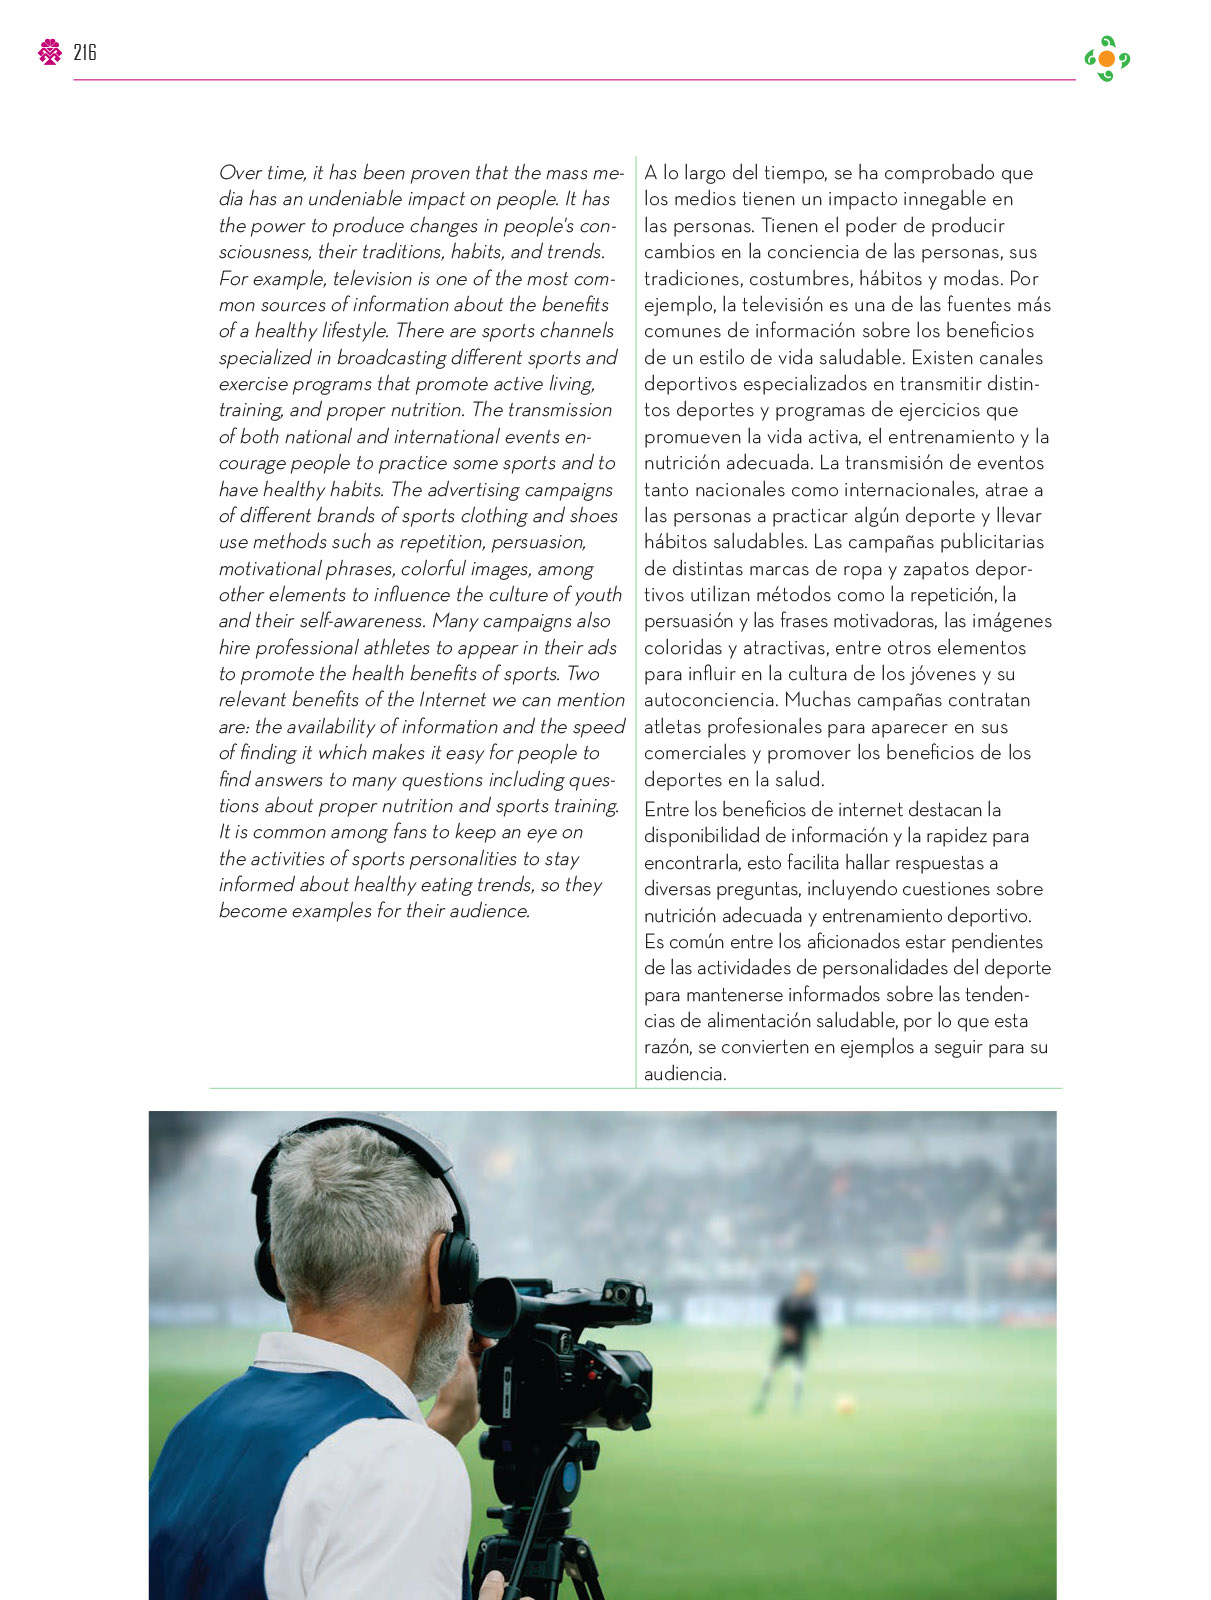 216
Over time, it has been proven that the mass me-
dia has an undeniable impact on people. It has
the power to produce changes in people's con-
sciousness, their traditions, habits, and trends.
For example, television is one of the most com-
mon sources of information about the benefits
of a healthy lifestyle. There are sports channels
specialized in broadcasting different sports and
exercise programs that promote active living,
training, and proper nutrition. The transmission
of both national and international events en-
courage people to practice some sports and to
have healthy habits. The advertising campaigns
of different brands of sports clothing and shoes
use methods such as repetition, persuasion,
motivational phrases, colorful images, among
other elements to influence the culture of youth
and their self-awareness. Many campaigns also
hire professional athletes to appear in their ads
to promote the health benefits of sports. Two
relevant benefits of the Internet we can mention
are: the availability of information and the speed
of finding it which makes it easy for people to
find answers to many questions including ques-
tions about proper nutrition and sports training.
It is common among fans to keep an eye on
the activities of sports personalities to stay
informed about healthy eating trends, so they
become examples for their audience.
A lo largo del tiempo, se ha comprobado que
los medios tienen un impacto innegable en
las personas. Tienen el poder de producir
cambios en la conciencia de las personas, sus
tradiciones, costumbres, hábitos y modas. Por
ejemplo, la televisión es una de las fuentes más
comunes de información sobre los beneficios
de un estilo de vida saludable. Existen canales
deportivos especializados en transmitir distin-
tos deportes y programas de ejercicios que
promueven la vida activa, el entrenamiento y la
nutrición adecuada. La transmisión de eventos
tanto nacionales como internacionales, atrae a
las personas a practicar algún deporte y llevar
hábitos saludables. Las campañas publicitarias
de distintas marcas de ropa y zapatos depor-
tivos utilizan métodos como la repetición, la
persuasión y las frases motivadoras, las imágenes
coloridas y atractivas, entre otros elementos
para influir en la cultura de los jóvenes y su
autoconciencia. Muchas campañas contratan
atletas profesionales para aparecer en sus
comerciales y promover los beneficios de los
deportes en la salud.
Entre los beneficios de internet destacan la
disponibilidad de información y la rapidez para
encontrarla, esto facilita hallar respuestas a
diversas preguntas, incluyendo cuestiones sobre
nutrición adecuada y entrenamiento deportivo.
Es común entre los aficionados estar pendientes
de las actividades de personalidades del deporte
para mantenerse informados sobre las tenden-
cias de alimentación saludable, por lo que esta
razón, se convierten en ejemplos a seguir para su
audiencia.